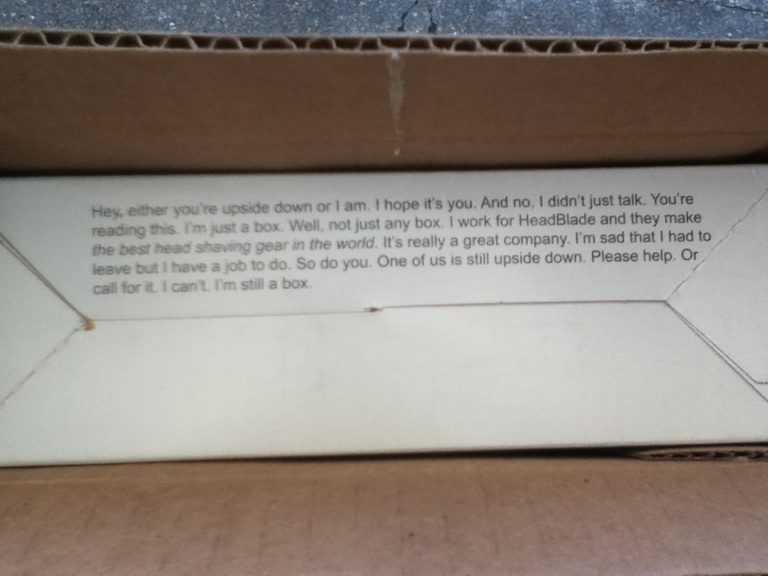 Hey, either you're upside down or I am. I hope it's you. And no, I didn't just talk. You're
reading this. I'm just a box. Well, not just any box. I work for HeadBlade and they make
the best head shaving gear in the world. It's really a great company. I'm sad that I had to
leave but I have a job to do. So do you. One of us is still upside down. Please help. Or
call for it. I can't. I'm still a box.